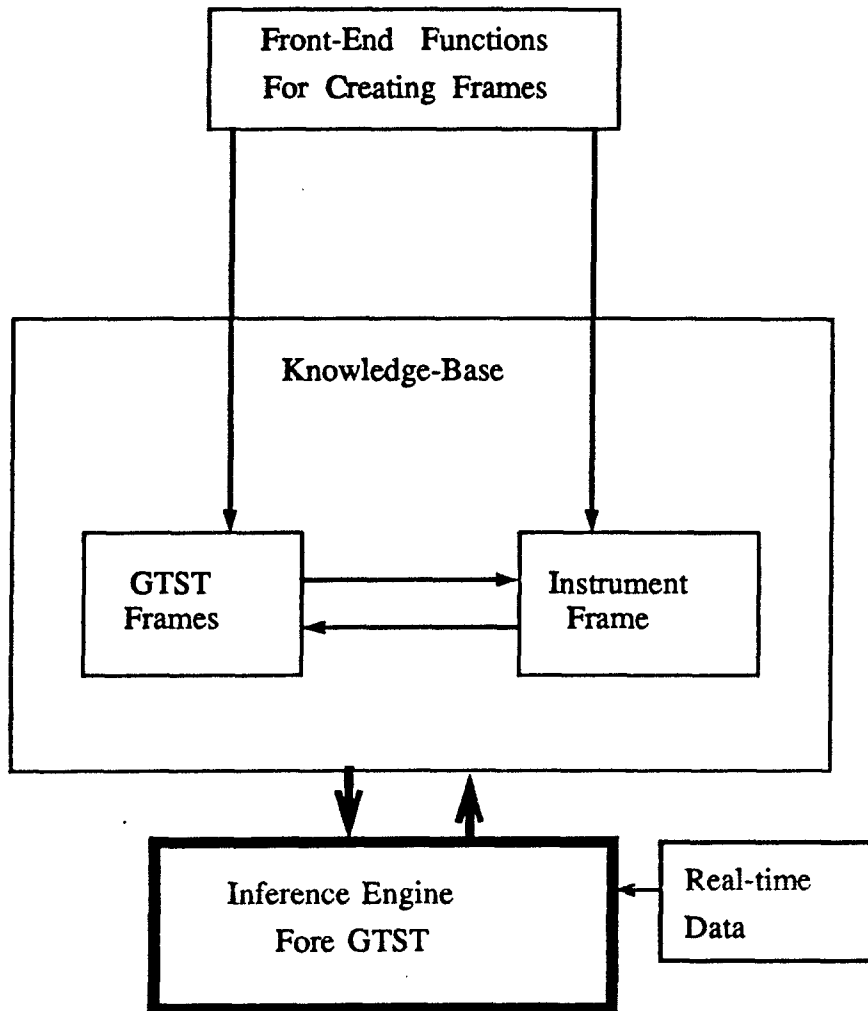 Front-End Functions
For Creating Frames
Knowledge-Base
GTST
Frames
Instrument
Frame
Inference Engine
Fore GTST
Real-time
Data